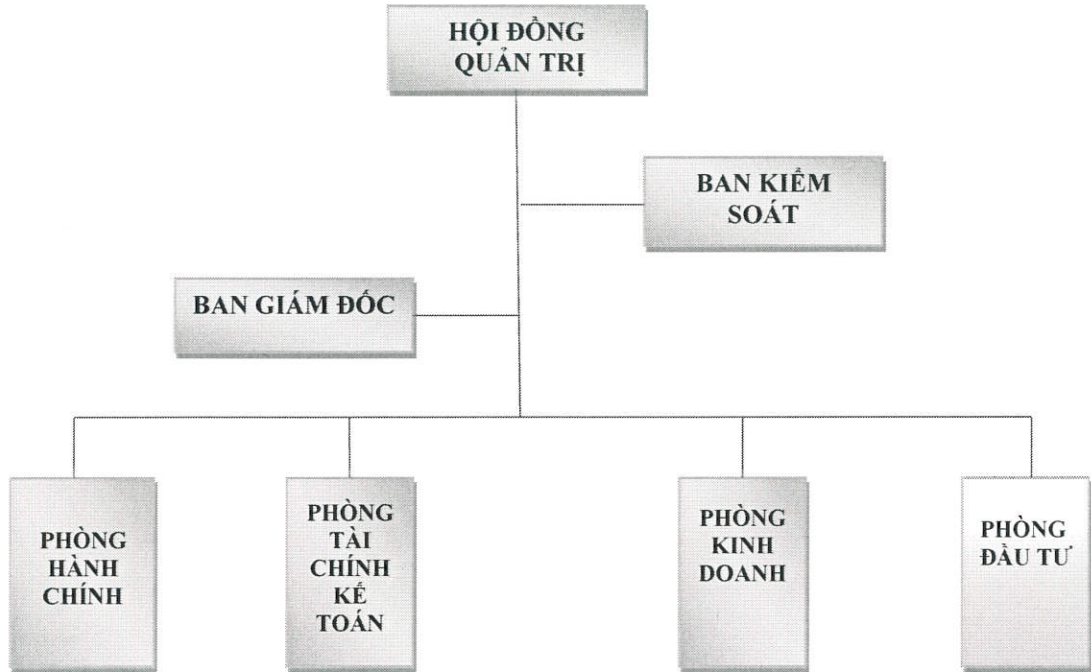 HỘI ĐỒNG
QUẢN TRỊ
BAN KIỂM
SOÁT
BAN GIÁM ĐỐC
PHÒNG
HÀNH
CHÍNH
PHÒNG
TÀI
CHÍNH
KẾ
TOÁN
PHÒNG
KINH
DOANH
PHÒNG
ĐẦU TƯ